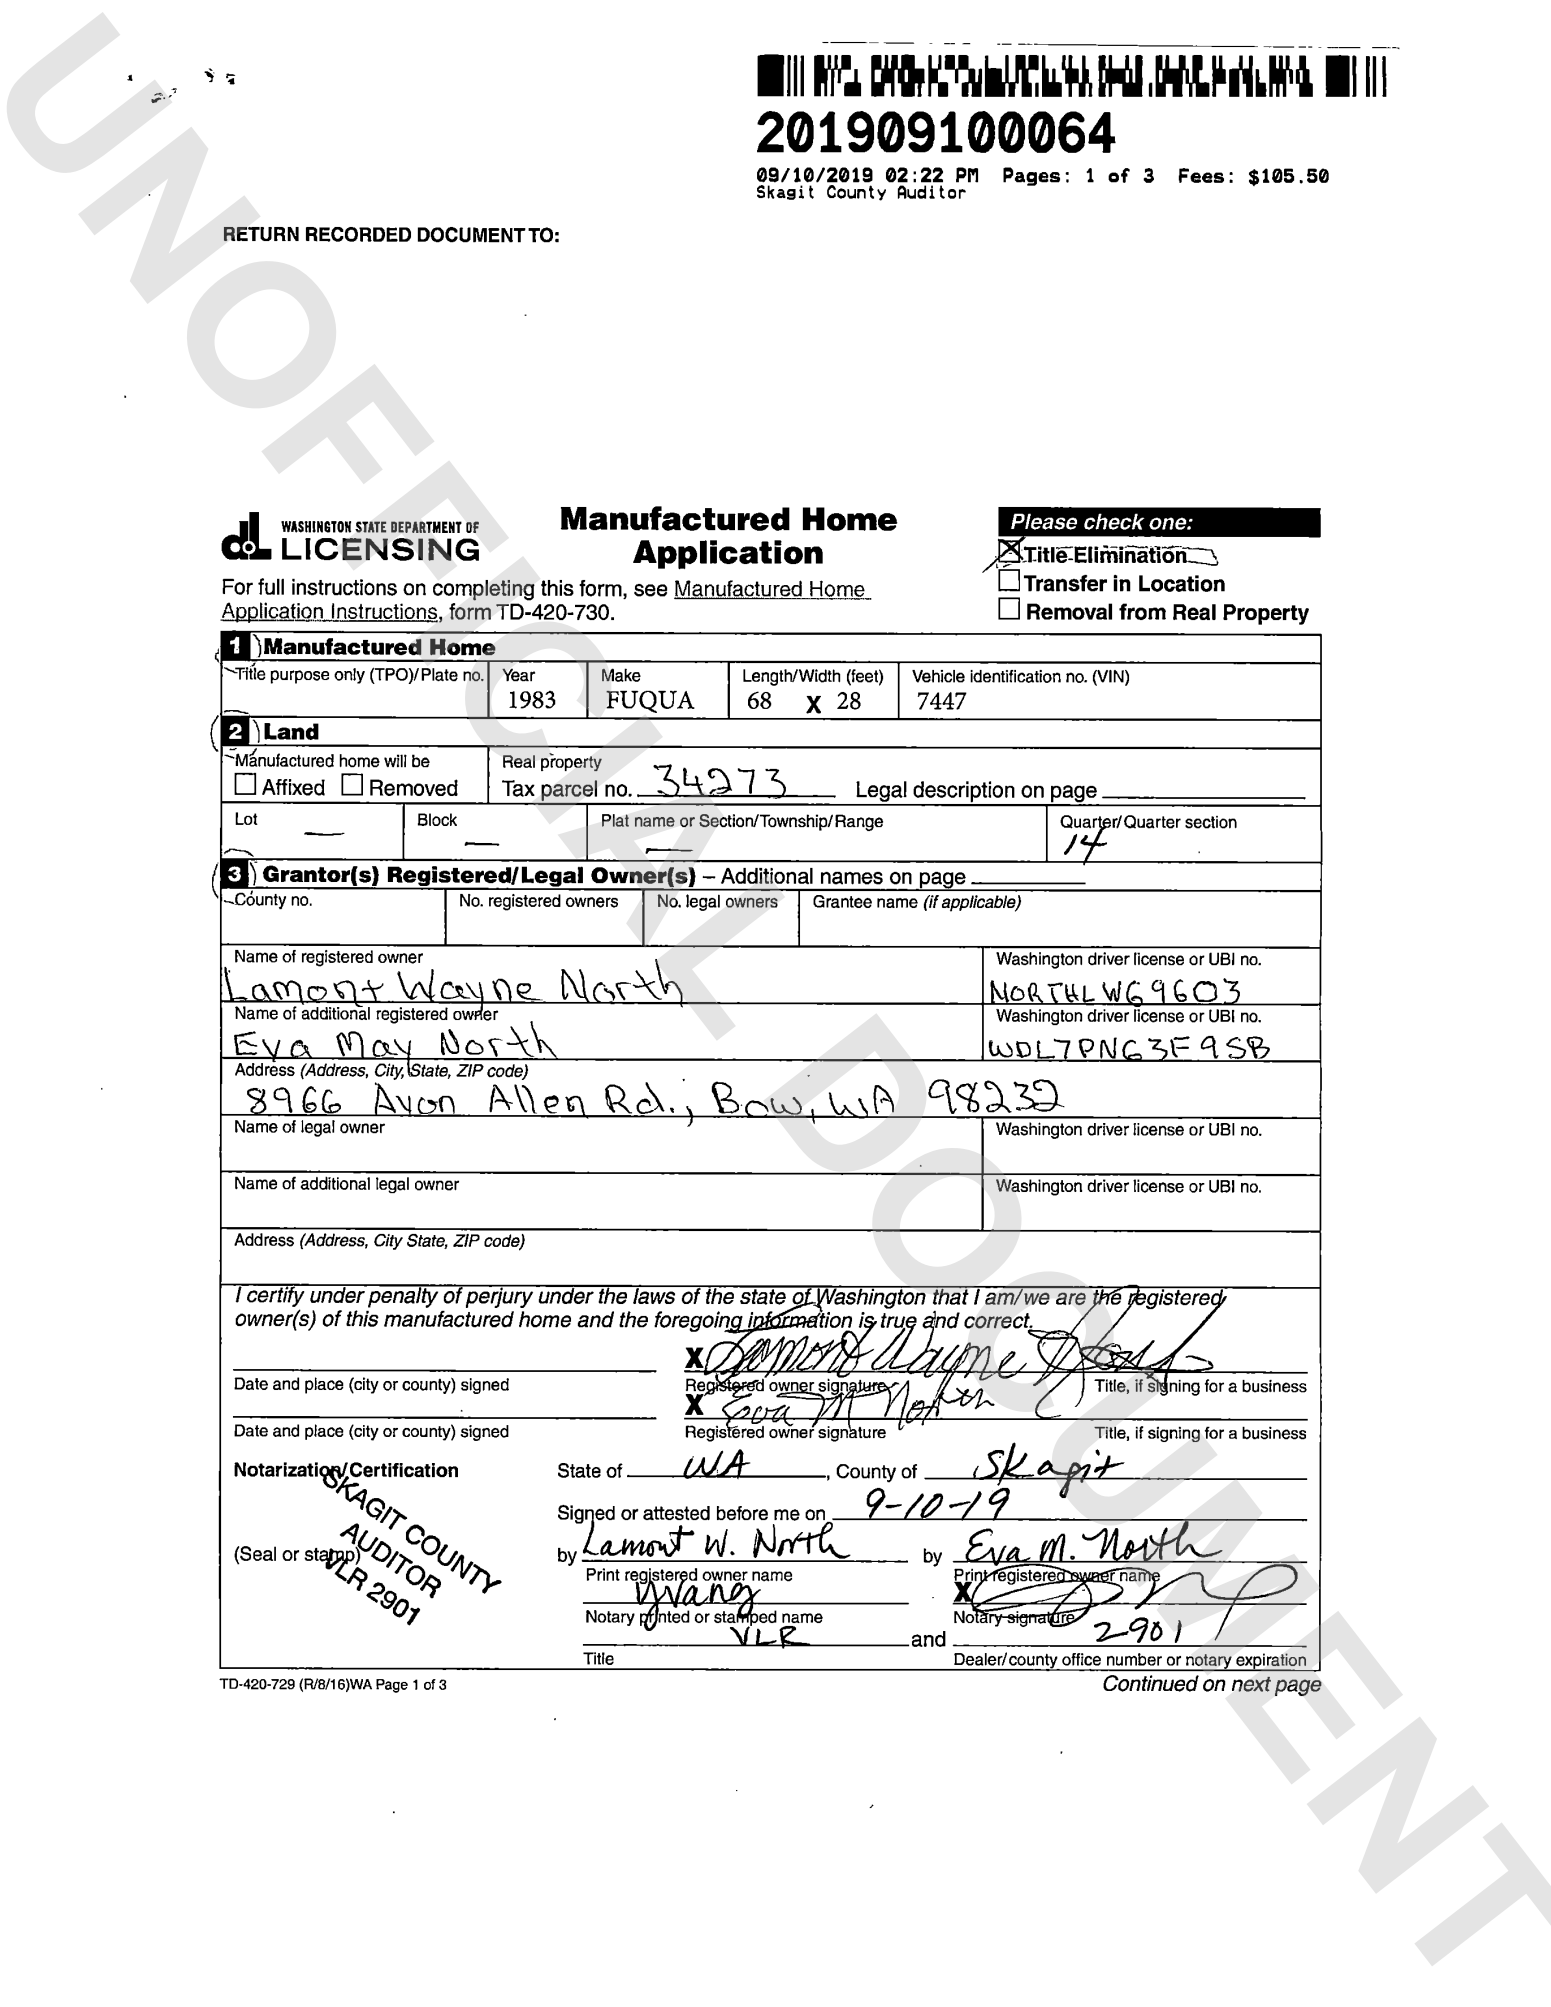 201909100064
09/10/2019 02:22 PM Pages: 1 of 3 Fees: $105.50
Skagit County Auditor
RETURN RECORDED DOCUMENT TO:
UNOFFICIAL DOCUMENT
WASHINGTON STATE DEPARTMENT OF
dol LICENSING
Manufactured Home
Application
Please check one:
Title Elimination
Transfer in Location
Removal from Real Property
For full instructions on completing this form, see Manufactured Home
Application Instructions, form TD-420-730.
1 Manufactured Home
Title purpose only (TPO)/Plate no. Year Make Length/Width (feet) Vehicle identification no. (VIN)
1983 FUQUA 68 X 28 7447
2 Land
Manufactured home will be Real property
Affixed Removed Tax parcel no. 34273 Legal description on page
Lot Block Plat name or Section/Township/Range Quarter/Quarter section
— — — 14
3 Grantor(s) Registered/Legal Owner(s) – Additional names on page
County no. No. registered owners No. legal owners Grantee name (if applicable)
Name of registered owner Washington driver license or UBI no.
Lamont Wayne North NORTHLW69603
Name of additional registered owner Washington driver license or UBI no.
Eva May North WDL7PNG3F9SB
Address (Address, City, State, ZIP code)
8966 Avon Allen Rd., Bow, WA 98232
Name of legal owner Washington driver license or UBI no.
Name of additional legal owner Washington driver license or UBI no.
Address (Address, City State, ZIP code)
I certify under penalty of perjury under the laws of the state of Washington that I am/we are the registered
owner(s) of this manufactured home and the foregoing information is true and correct.
X Lamont Wayne North
Date and place (city or county) signed Registered owner signature Title, if signing for a business
X Eva M North
Date and place (city or county) signed Registered owner signature Title, if signing for a business
Notarization/Certification State of WA, County of Skagit
Signed or attested before me on 9-10-19
SKAGIT COUNTY
AUDITOR
VLR 2901
(Seal or stamp) by Lamont W. North by Eva M. North
Print registered owner name Print registered owner name
X
Notary printed or stamped name Notary signature
VLR and 2901
Title Dealer/county office number or notary expiration
TD-420-729 (R/8/16)WA Page 1 of 3 Continued on next page